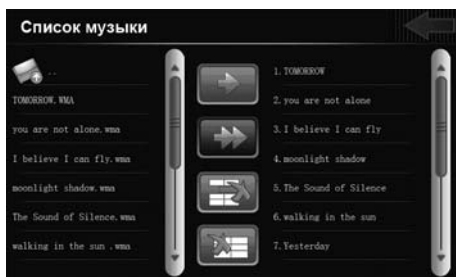 Список музыки
..
TOMORROW.WMA
you are not alone.wma
I believe I can fly.wma
moonlight shadow.wma
The Sound of Silence.wma
walking in the sun .wma
1.TOMORROW
2.you are not alone
3.I believe I can fly
4.moonlight shadow
5.The Sound of Silence
6.walking in the sun
7.Yesterday